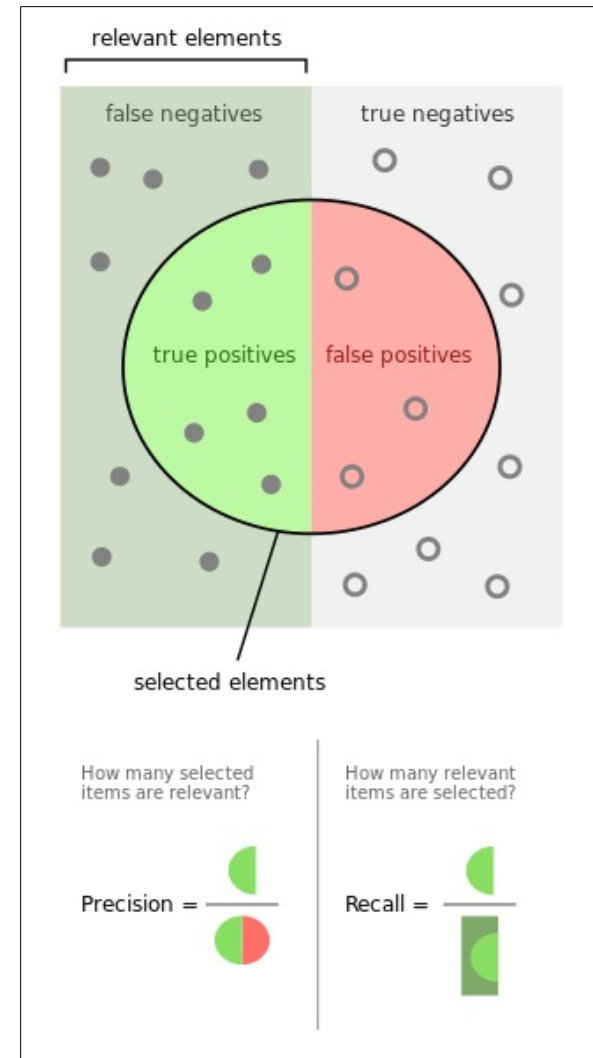 relevant elements
false negatives
true negatives
true positives
false positives
selected elements
How many selected
items are relevant?
Precision =
How many relevant
items are selected?
Recall =